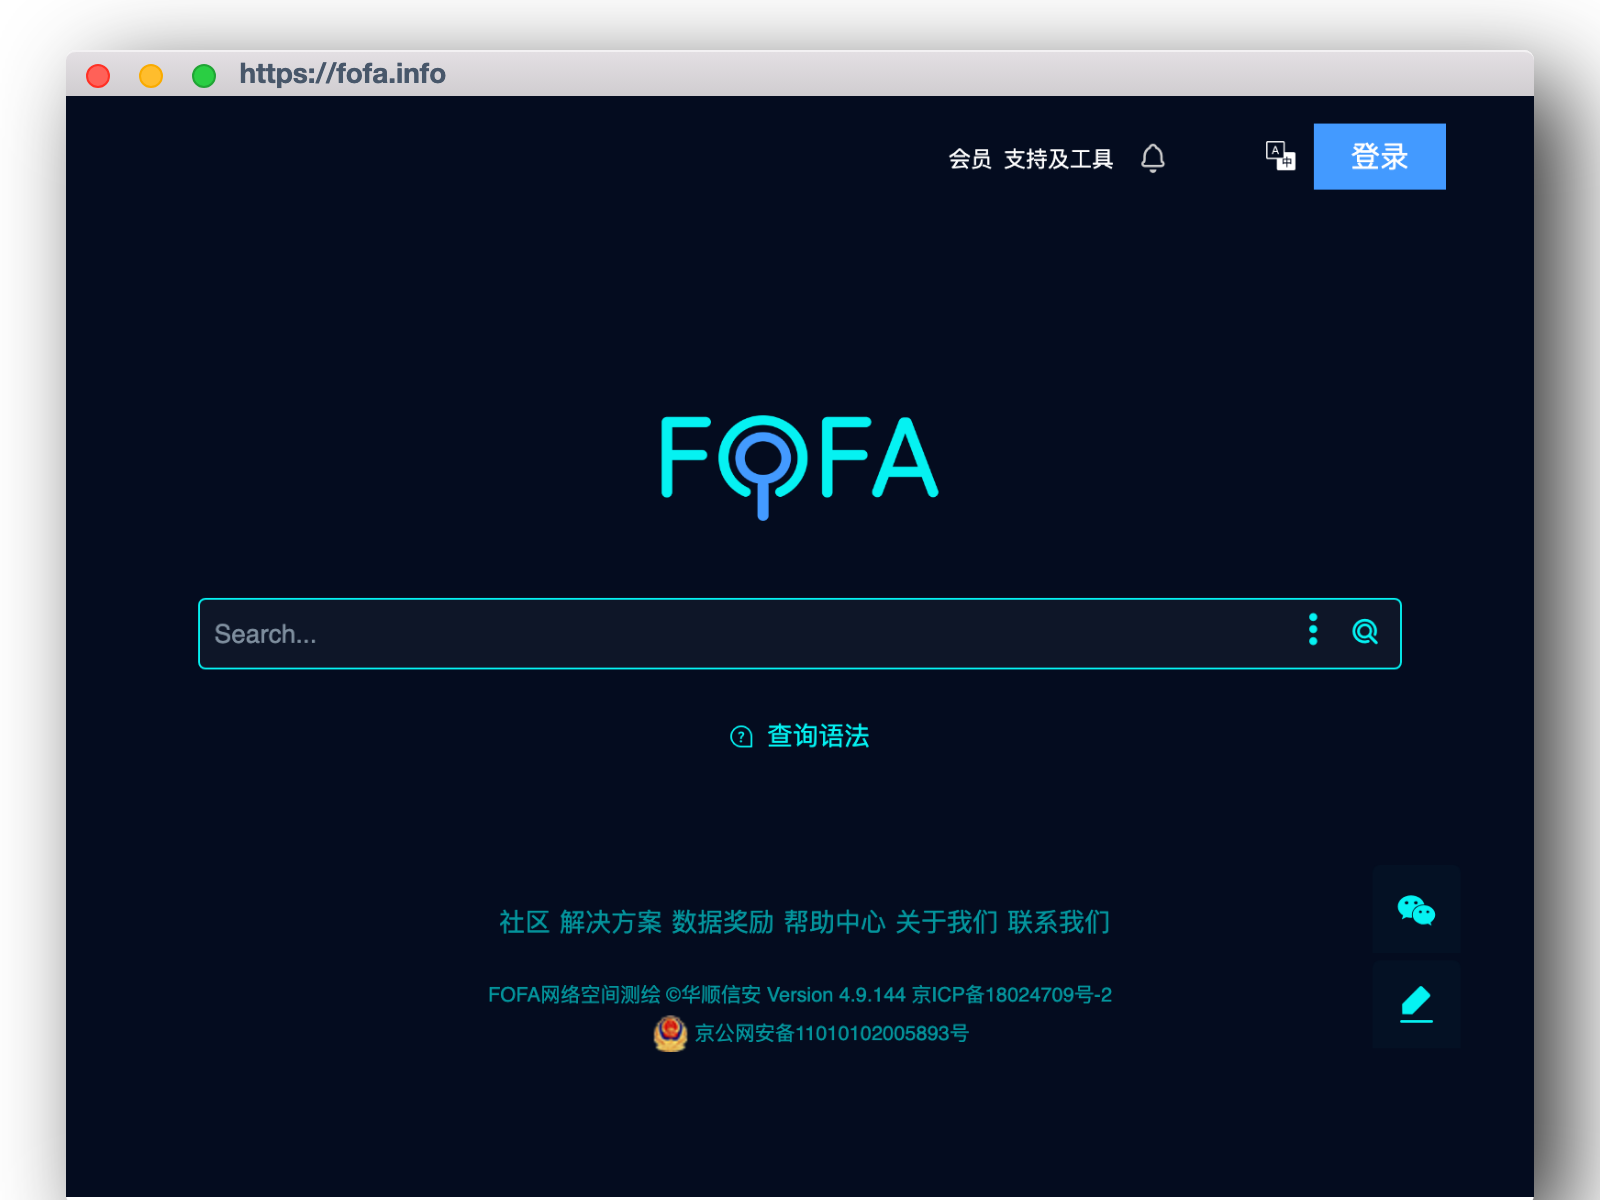 https://fofa.info
会员 支持及工具 A 中 登录
FOFA
Search...
? 查询语法
社区 解决方案 数据奖励 帮助中心 关于我们 联系我们
FOFA网络空间测绘 ©华顺信安 Version 4.9.144 京ICP备18024709号-2
京公网安备11010102005893号